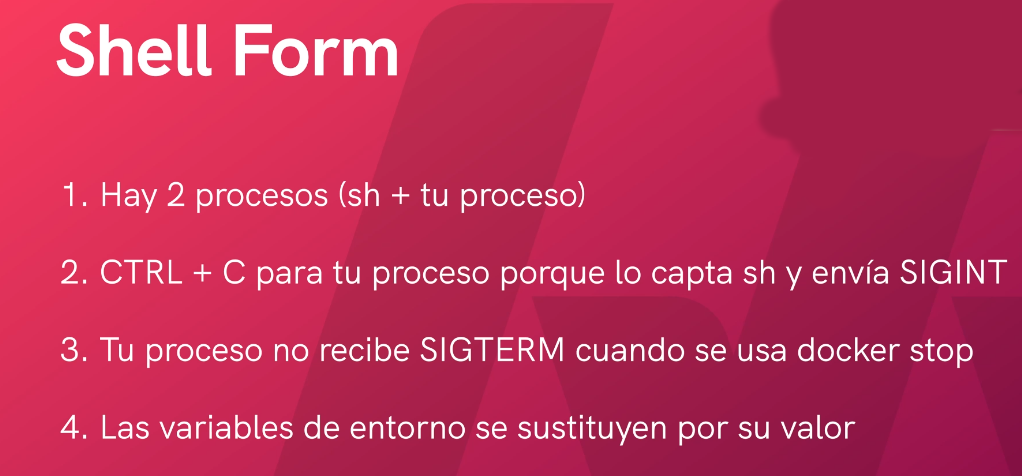 Shell Form
1. Hay 2 procesos (sh + tu proceso)
2. CTRL + C para tu proceso porque lo capta sh y envía SIGINT
3. Tu proceso no recibe SIGTERM cuando se usa docker stop
4. Las variables de entorno se sustituyen por su valor